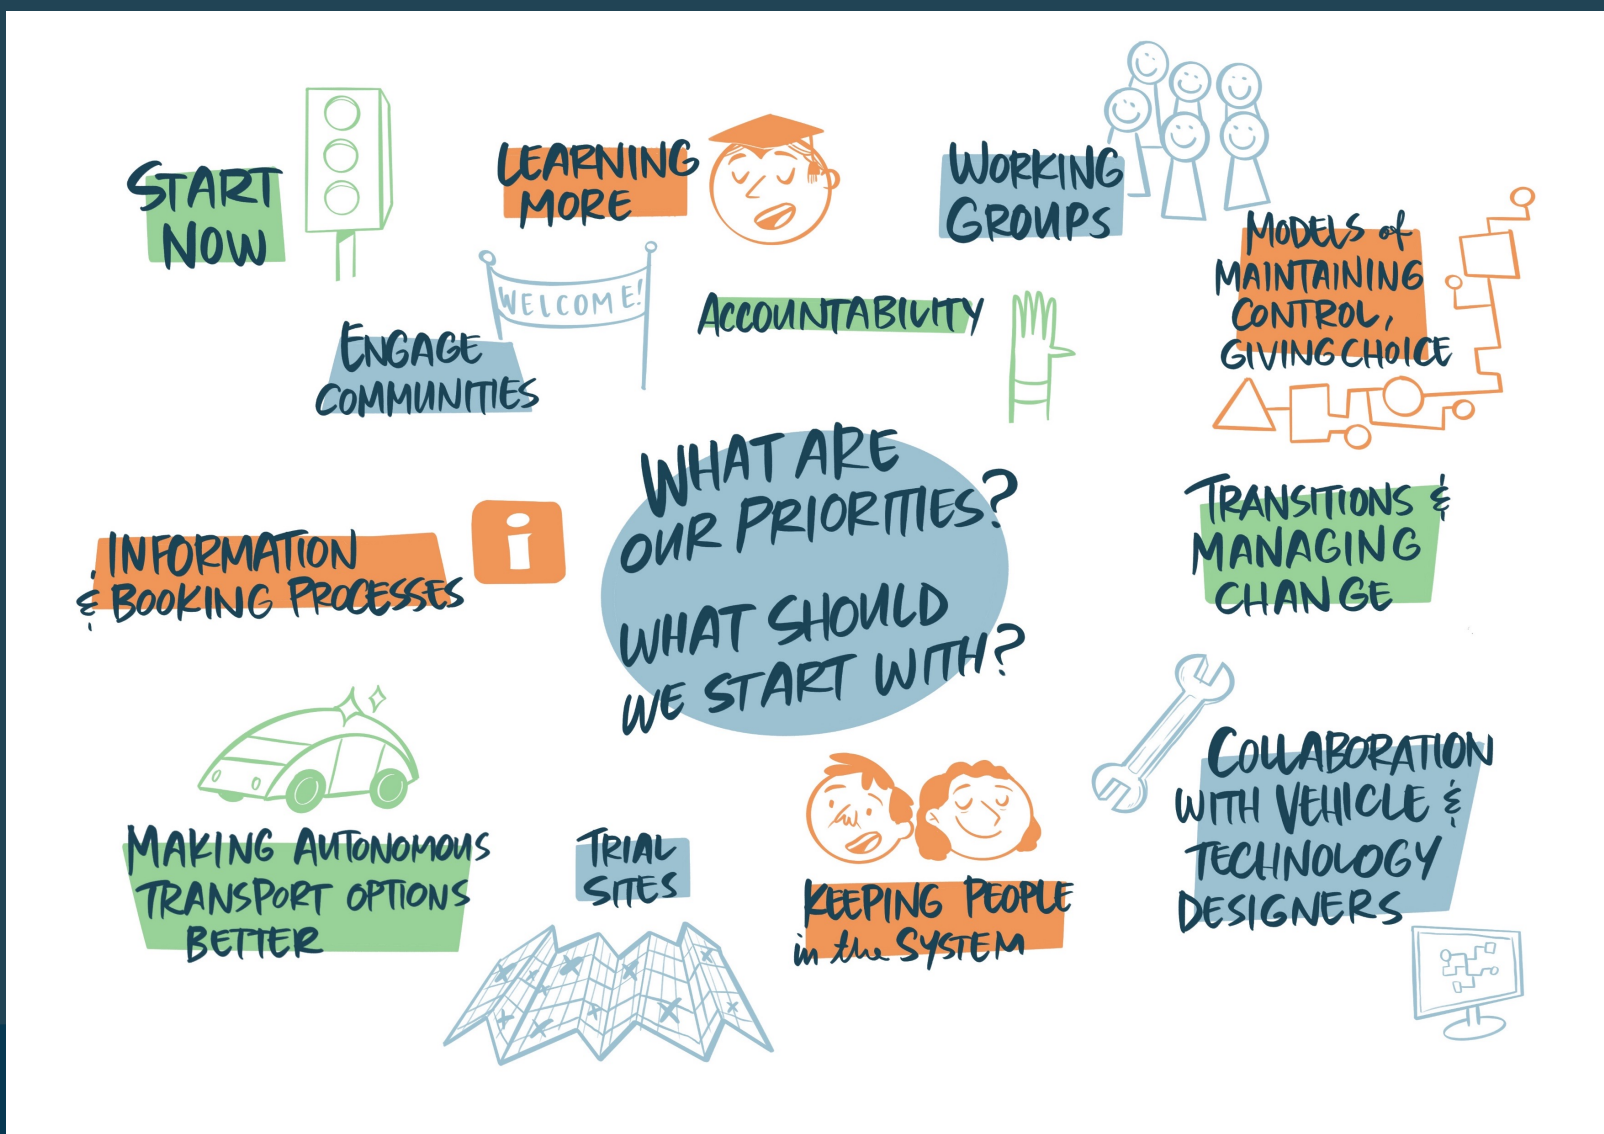 START
NOW
LEARNING
MORE
WORKING
GROUPS
MODELS of
MAINTAINING
CONTROL,
GIVING CHOICE
WELCOME!
ENGAGE
COMMUNITIES
ACCOUNTABILITY
WHAT ARE
OUR PRIORITIES?
WHAT SHOULD
WE START WITH?
INFORMATION
& BOOKING PROCESSES
i
TRANSITIONS &
MANAGING
CHANGE
MAKING AUTONOMOUS
TRANSPORT OPTIONS
BETTER
TRIAL
SITES
KEEPING PEOPLE
in the SYSTEM
COLLABORATION
WITH VEHICLE &
TECHNOLOGY
DESIGNERS